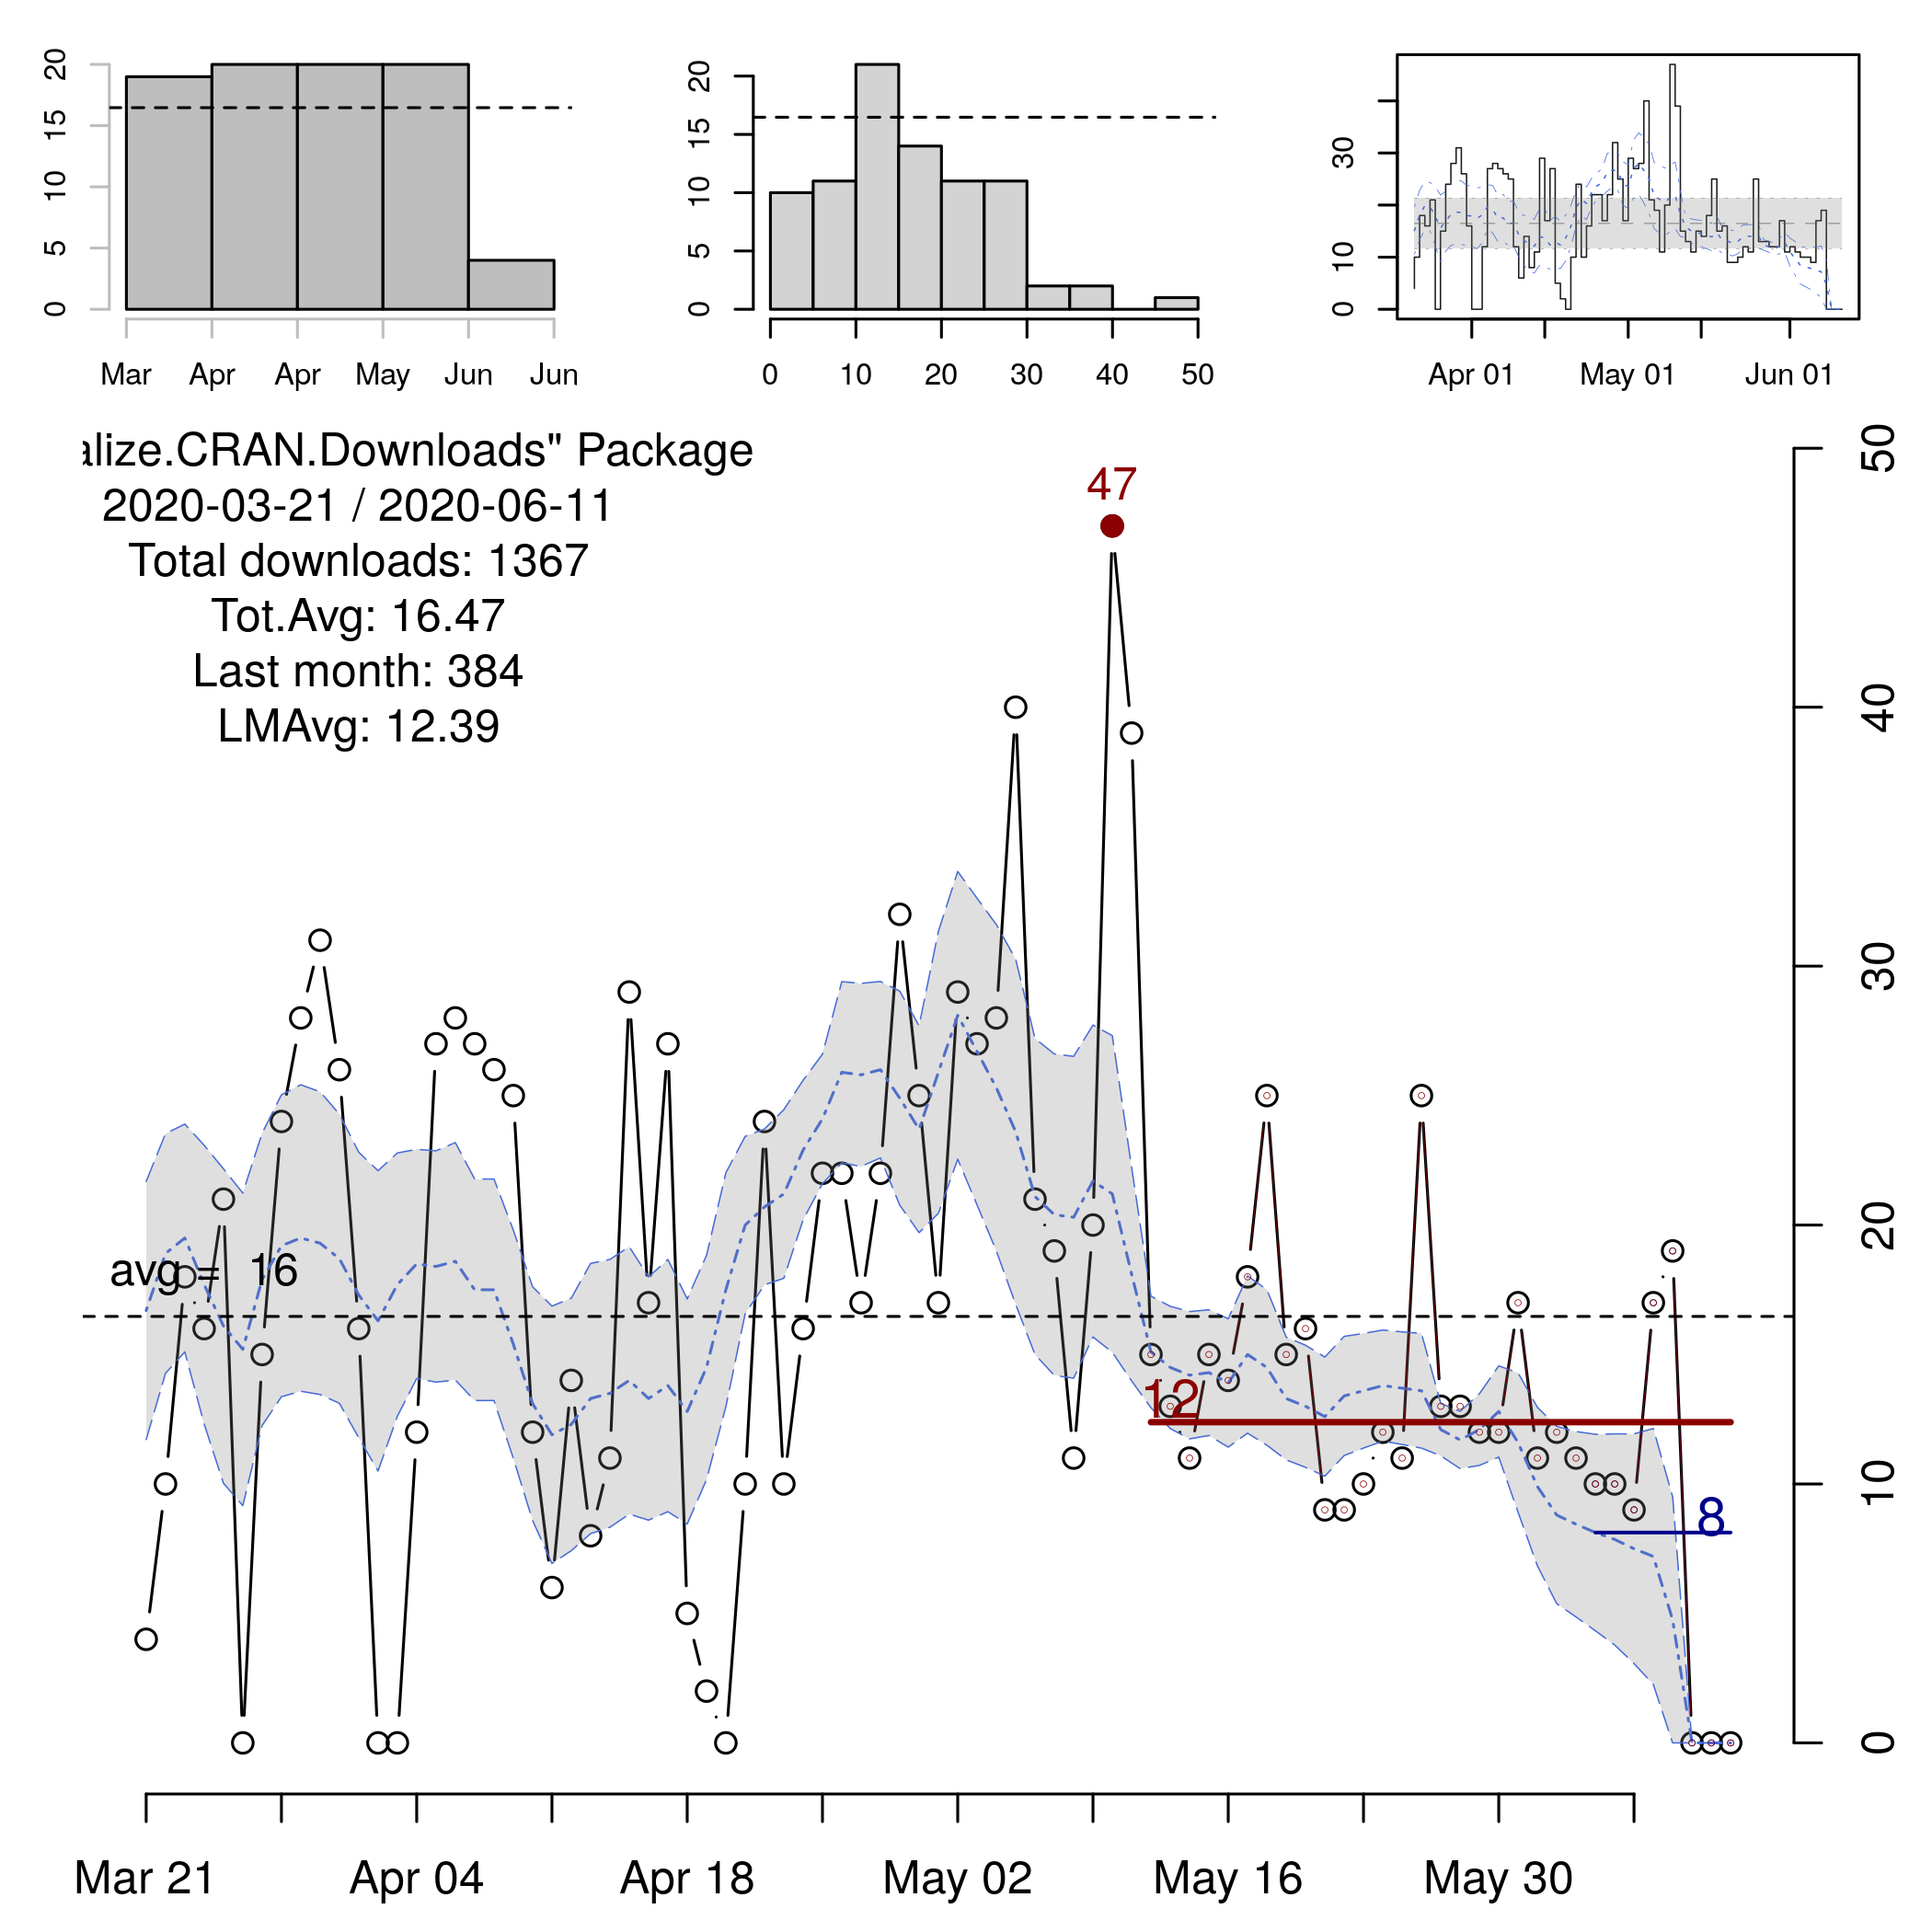 20
15
10
5
0
Mar Apr Apr May Jun Jun
20
15
10
5
0
0 10 20 30 40 50
30
10
0
Apr 01 May 01 Jun 01
alize.CRAN.Downloads" Package
2020-03-21 / 2020-06-11
Total downloads: 1367
Tot.Avg: 16.47
Last month: 384
LMAvg: 12.39
47
avg = 16
12
8
50
40
30
20
10
0
Mar 21 Apr 04 Apr 18 May 02 May 16 May 30